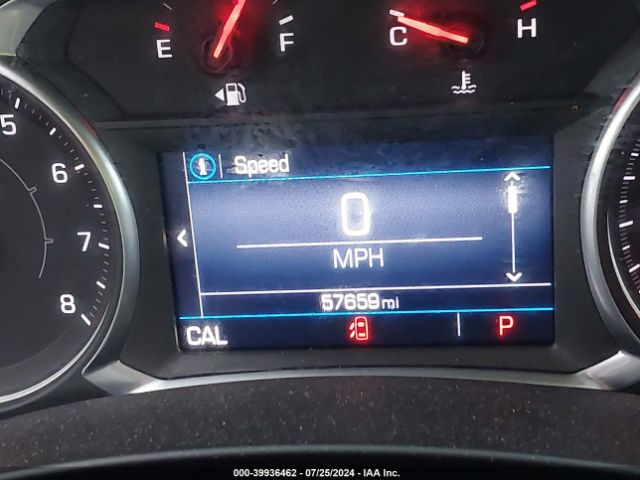 E F C H
5
6
7
8
Speed
0
MPH
57659 mi
CAL P
000-39936462 - 07/25/2024 - IAA Inc.